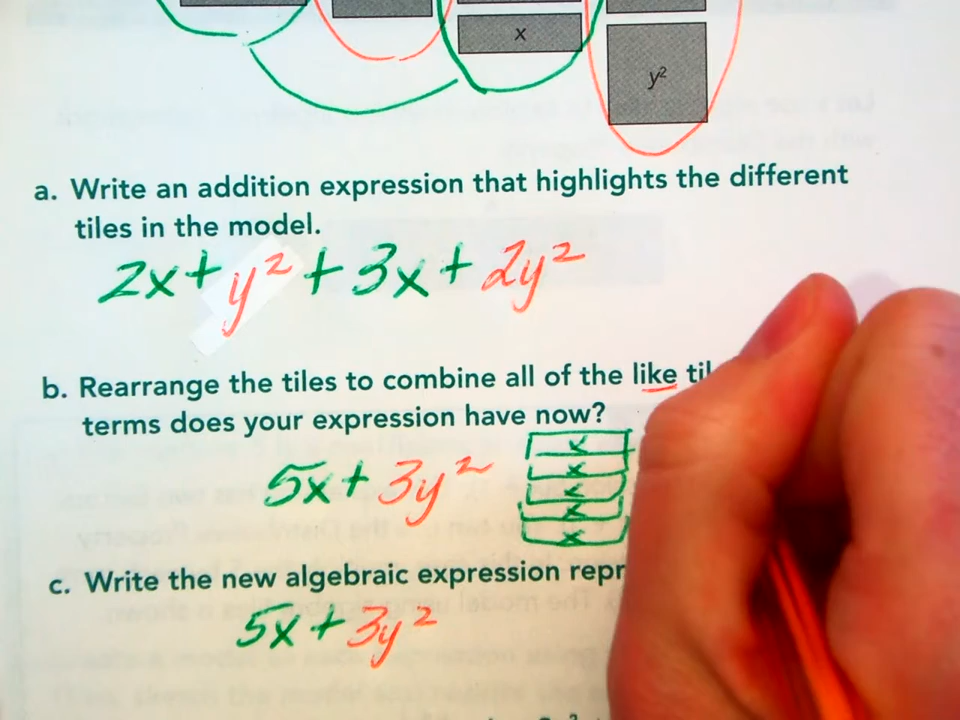 x
y²
a. Write an addition expression that highlights the different
tiles in the model.
2x + y² + 3x + 2y²
b. Rearrange the tiles to combine all of the like
terms does your expression have now?
5x + 3y²
x
x
x
x
x
c. Write the new algebraic expression
5x + 3y²